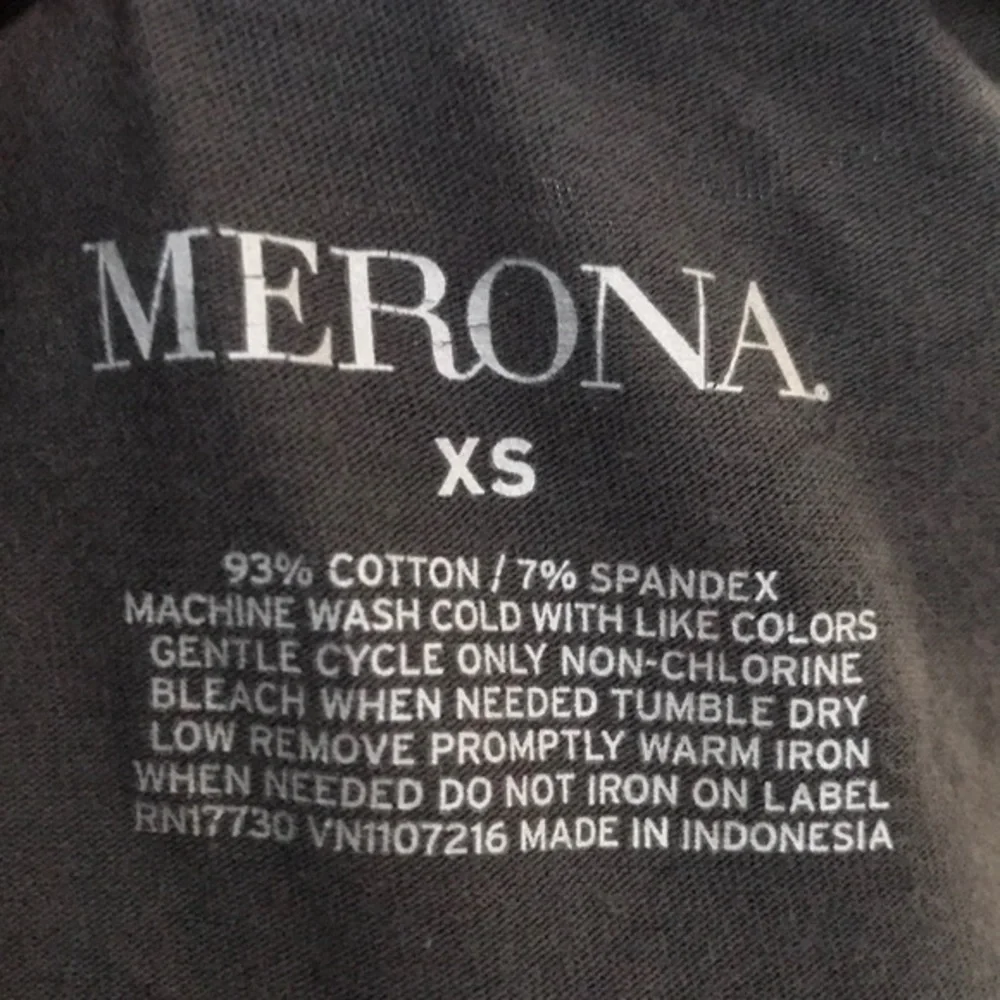 MERONA®
XS
93% COTTON / 7% SPANDEX
MACHINE WASH COLD WITH LIKE COLORS
GENTLE CYCLE ONLY NON-CHLORINE
BLEACH WHEN NEEDED TUMBLE DRY
LOW REMOVE PROMPTLY WARM IRON
WHEN NEEDED DO NOT IRON ON LABEL
RN17730 VN1107216 MADE IN INDONESIA